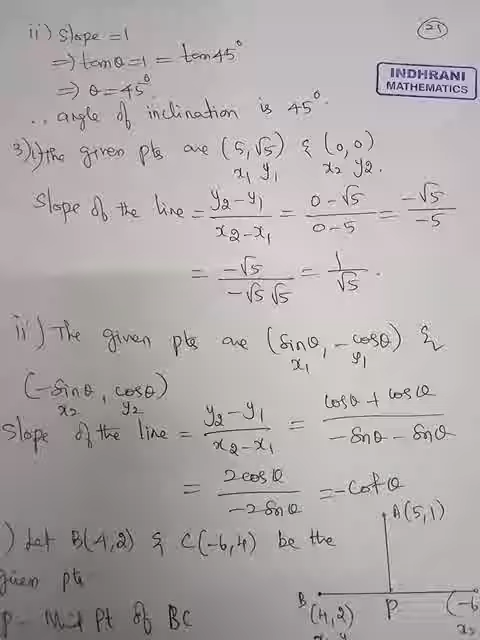 ii) Slope = 1
(25)
⇒ tanθ = 1 = tan45°
⇒ θ = 45°
INDHRANI
MATHEMATICS
∴ angle of inclination is 45°.
3) i) the given pts are (5, √5) & (0, 0)
x₁ y₁ x₂ y₂.
Slope of the line = y₂-y₁ / x₂-x₁ = 0-√5 / 0-5 = -√5 / -5
= -√5 / -√5 √5 = 1 / √5 .
ii) The given pts are (Sinθ, -cosθ) &
x₁ y₁
(-Sinθ, cosθ)
x₂ y₂
Slope of the line = y₂-y₁ / x₂-x₁ = cosθ + cosθ / -Sinθ - Sinθ
= 2cosθ / -2Sinθ = -cotθ
A(5,1)
) Let B(4,2) & C(-6,4) be the
given pts
B P
P - Mid Pt of BC
(4,2) (-6